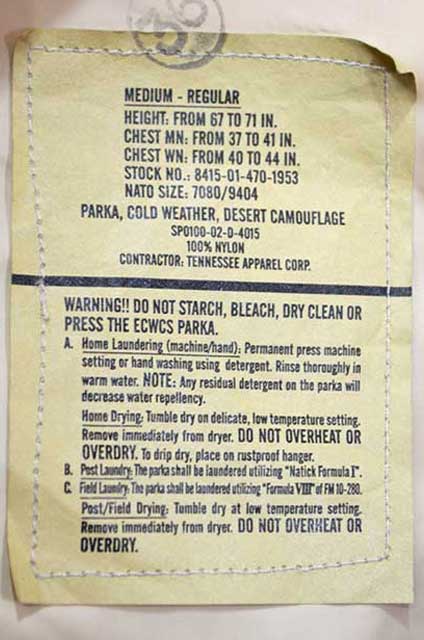 36
MEDIUM - REGULAR
HEIGHT: FROM 67 TO 71 IN.
CHEST MN: FROM 37 TO 41 IN.
CHEST WN: FROM 40 TO 44 IN.
STOCK NO.: 8415-01-470-1953
NATO SIZE: 7080/9404
PARKA, COLD WEATHER, DESERT CAMOUFLAGE
SPO100-02-D-4015
100% NYLON
CONTRACTOR: TENNESSEE APPAREL CORP.
WARNING!! DO NOT STARCH, BLEACH, DRY CLEAN OR
PRESS THE ECWCS PARKA.
A. Home Laundering (machine/hand): Permanent press machine
setting or hand washing using detergent. Rinse thoroughly in
warm water. NOTE: Any residual detergent on the parka will
decrease water repellency.
Home Drying: Tumble dry on delicate, low temperature setting.
Remove immediately from dryer. DO NOT OVERHEAT OR
OVERDRY. To drip dry, place on rustproof hanger.
B. Post Laundry: The parka shall be laundered utilizing "Natick Formula I".
C. Field Laundry: The parka shall be laundered utilizing "Formula VIII" of FM 10-280.
Post/Field Drying: Tumble dry at low temperature setting.
Remove immediately from dryer. DO NOT OVERHEAT OR
OVERDRY.